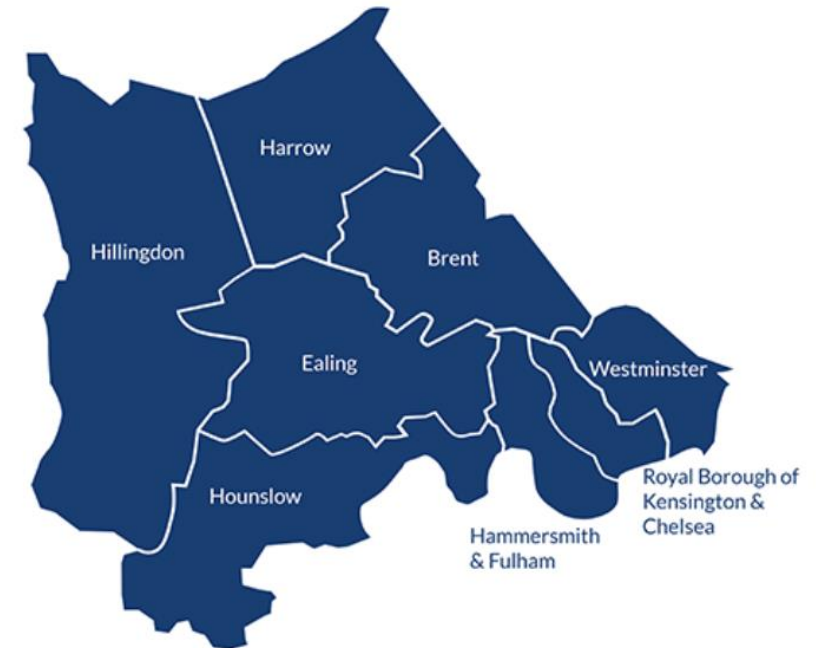 Harrow
Hillingdon
Brent
Ealing
Westminster
Hounslow
Royal Borough of
Kensington &
Chelsea
Hammersmith
& Fulham